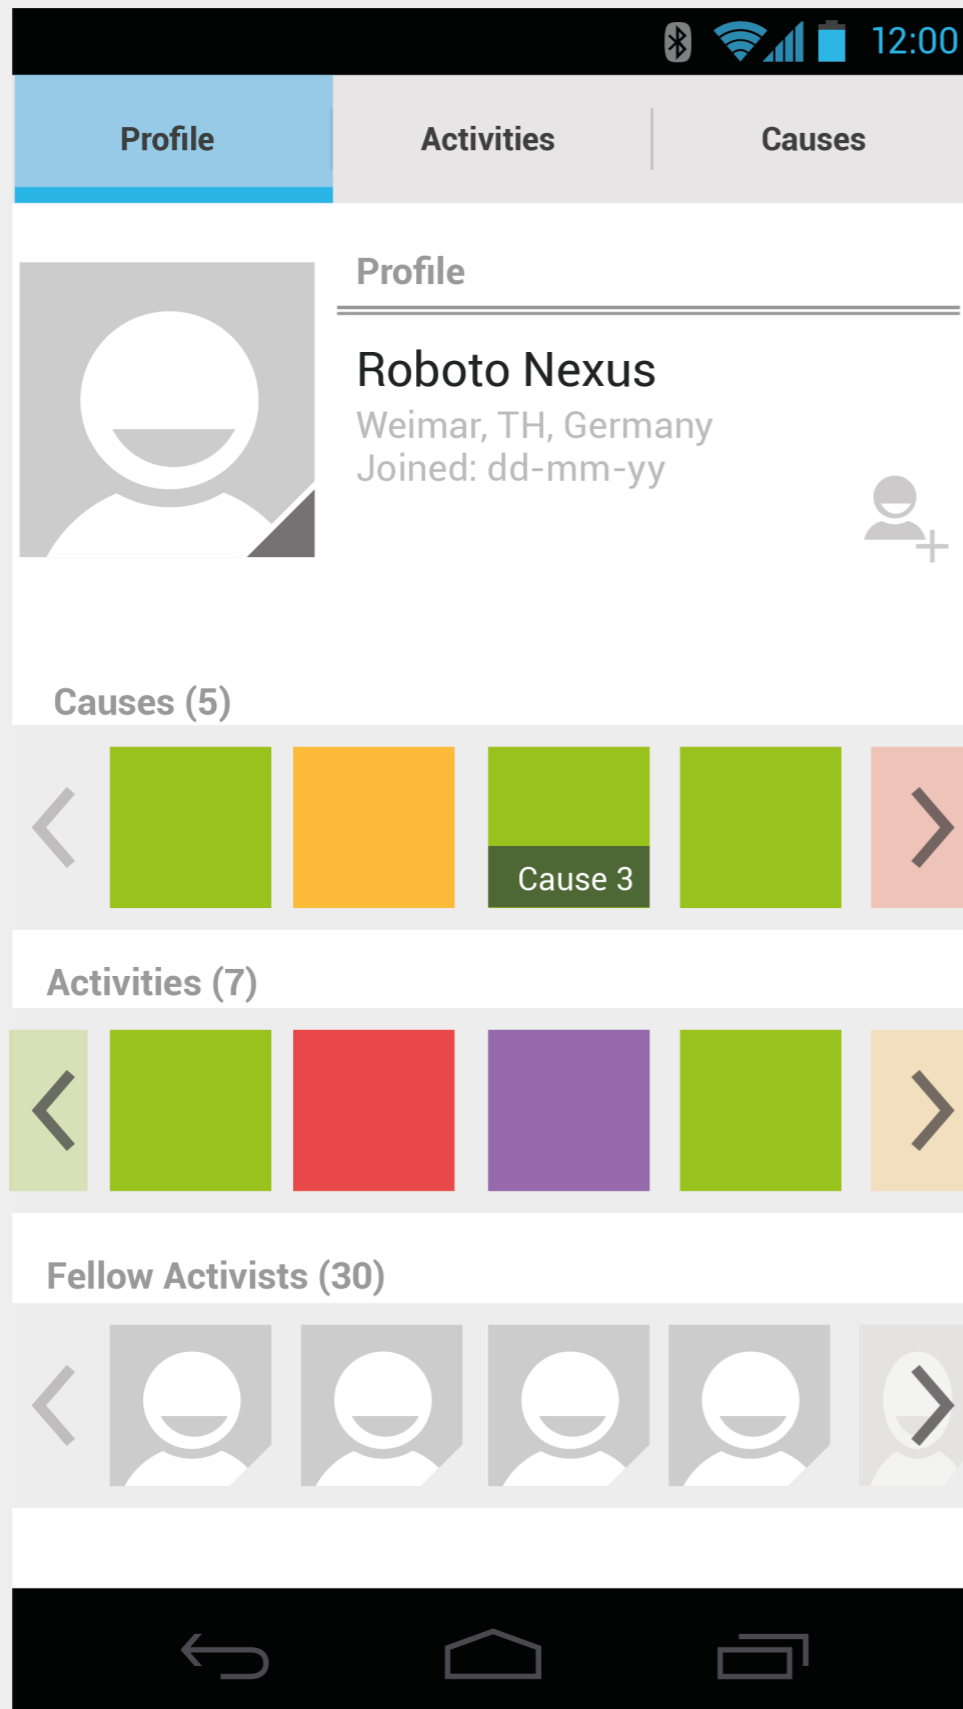 12:00
Profile
Activities
Causes
Profile
Roboto Nexus
Weimar, TH, Germany
Joined: dd-mm-yy
Causes (5)
Cause 3
Activities (7)
Fellow Activists (30)